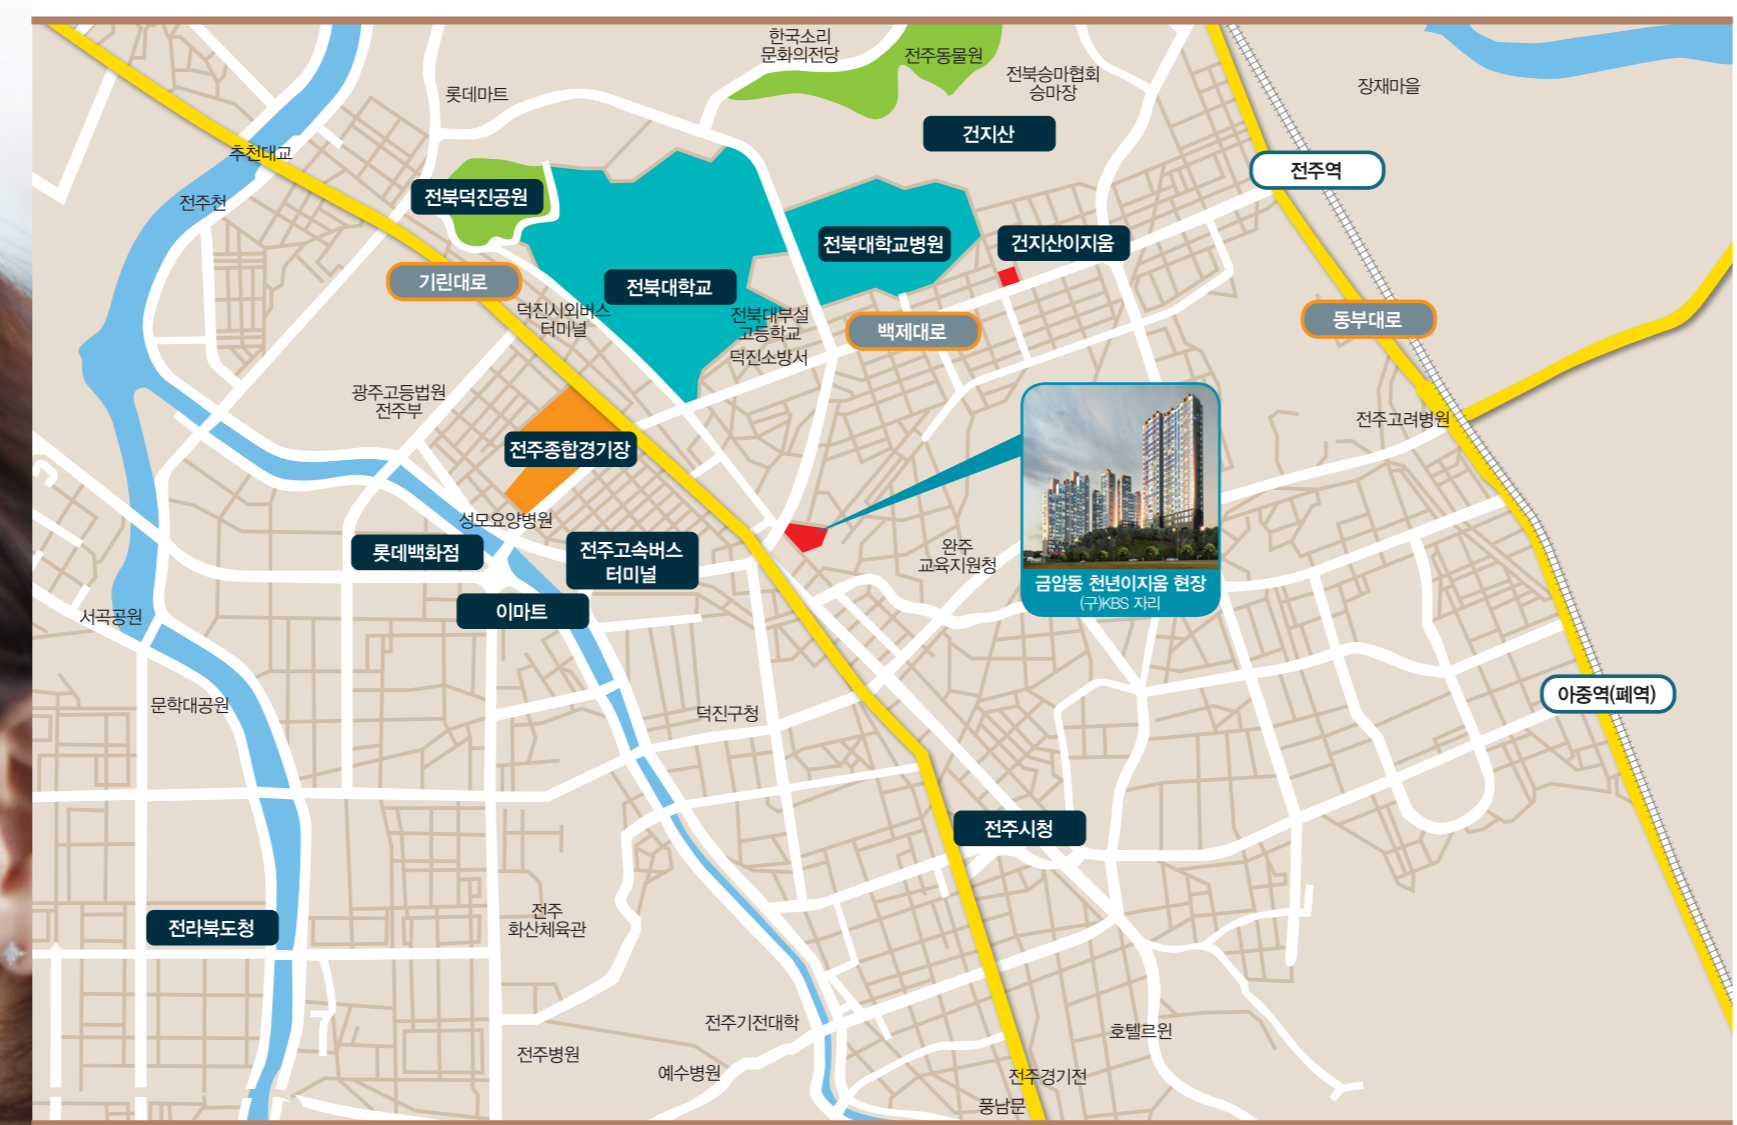 한국소리
문화의전당
전주동물원
전북승마협회
승마장
장재마을
롯데마트
건지산
추천대교
전주역
전주천
전북덕진공원
전북대학교병원
건지산이지움
기린대로
전북대학교
덕진시외버스
터미널
전북대부설
고등학교
덕진소방서
백제대로
동부대로
광주고등법원
전주부
전주고려병원
전주종합경기장
성모요양병원
롯데백화점
전주고속버스
터미널
완주
교육지원청
금암동 천년이지움 현장
(구)KBS 자리
이마트
서곡공원
문학대공원
덕진구청
아중역(폐역)
전주시청
전라북도청
전주
화산체육관
전주기전대학
호텔르윈
전주병원
예수병원
전주경기전
풍남문